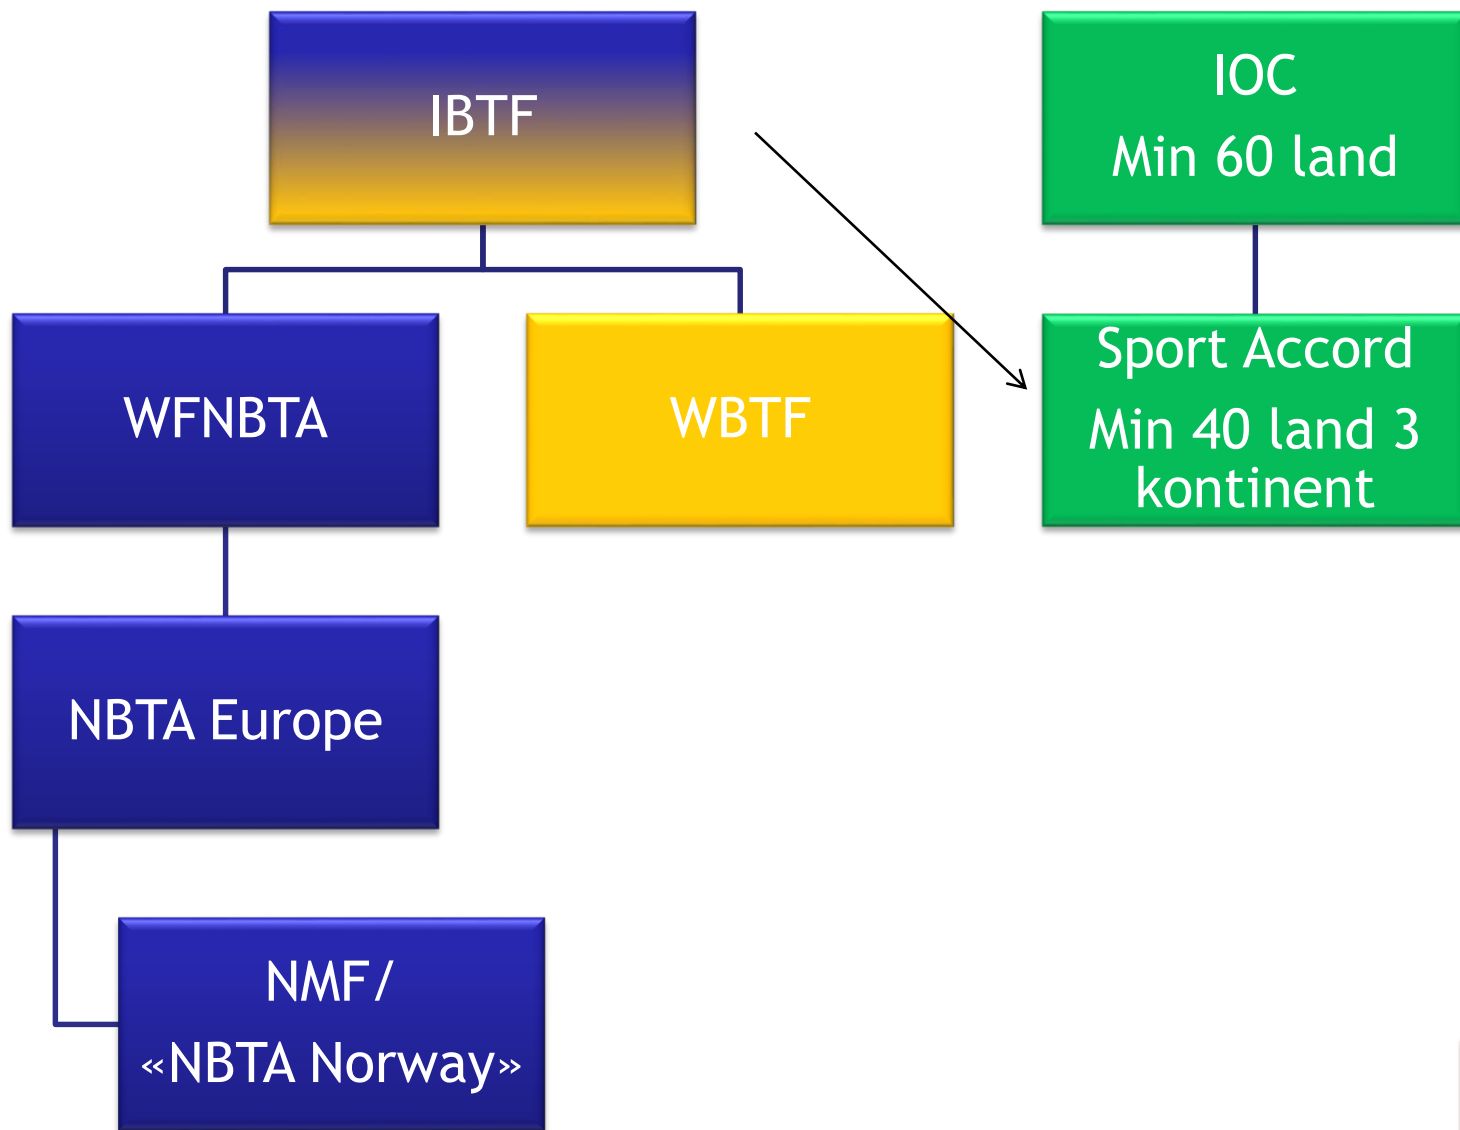 IBTF
IOC
Min 60 land
WFNBTA
WBTF
Sport Accord
Min 40 land 3
kontinent
NBTA Europe
NMF/
«NBTA Norway»